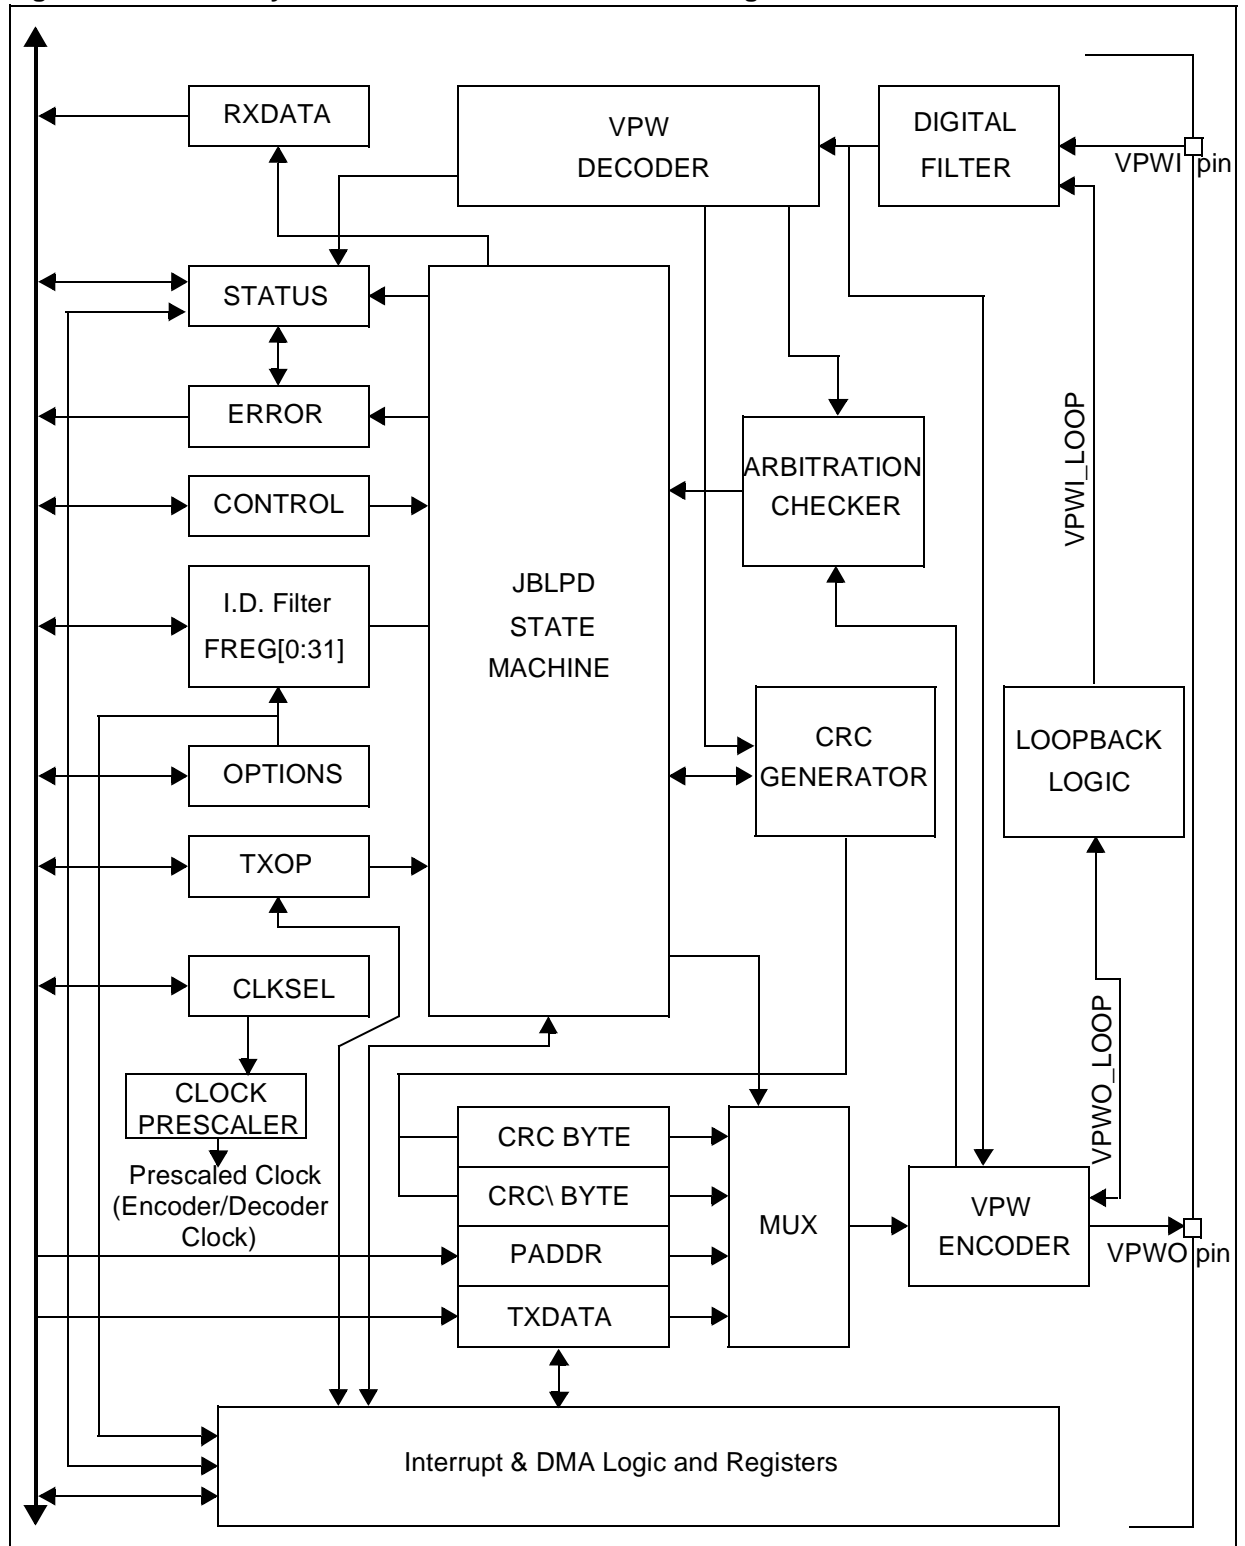 RXDATA
VPW
DECODER
DIGITAL
FILTER
VPWI pin
STATUS
ERROR
CONTROL
I.D. Filter
FREG[0:31]
OPTIONS
TXOP
CLKSEL
CLOCK
PRESCALER
Prescaled Clock
(Encoder/Decoder
Clock)
JBLPD
STATE
MACHINE
ARBITRATION
CHECKER
CRC
GENERATOR
VPWI_LOOP
LOOPBACK
LOGIC
VPWO_LOOP
CRC BYTE
CRC\ BYTE
PADDR
TXDATA
MUX
VPW
ENCODER
VPWO pin
Interrupt & DMA Logic and Registers